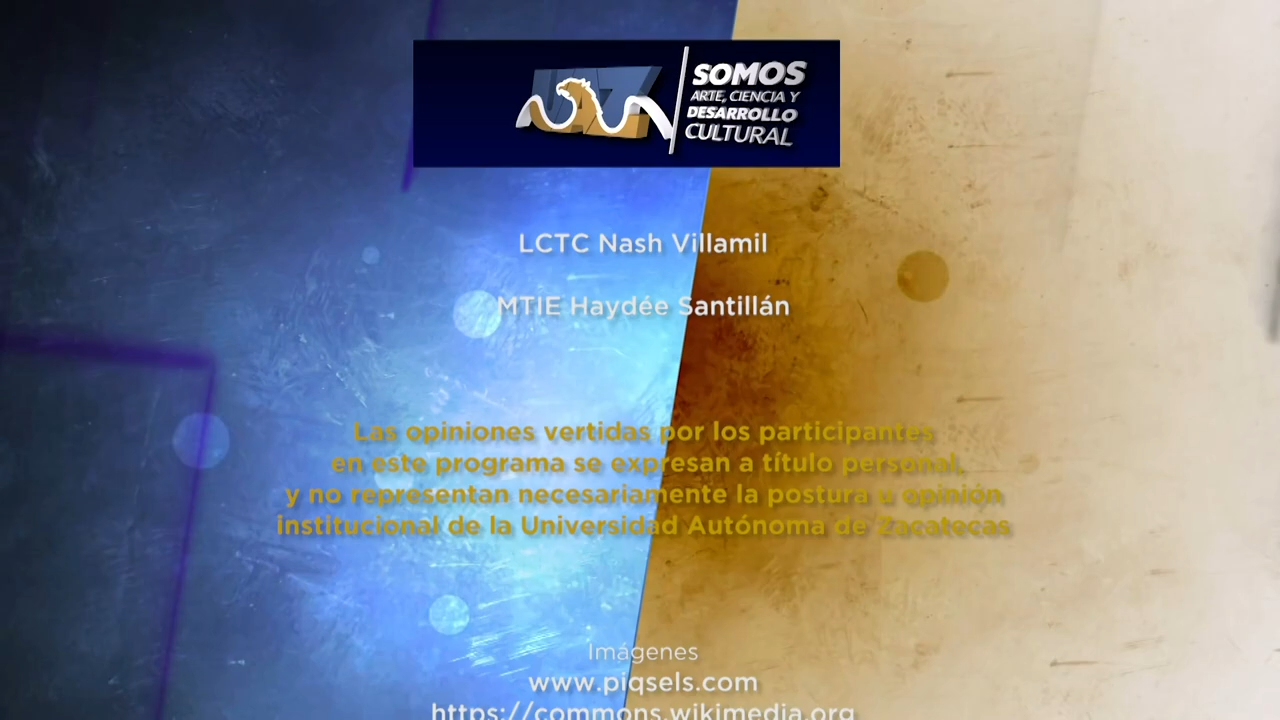 UAZ
SOMOS
ARTE, CIENCIA Y
DESARROLLO
CULTURAL
LCTC Nash Villamil
MTIE Haydée Santillán
Las opiniones vertidas por los participantes
en este programa se expresan a título personal,
y no representan necesariamente la postura u opinión
institucional de la Universidad Autónoma de Zacatecas
Imágenes
www.piqsels.com
https://commons.wikimedia.org